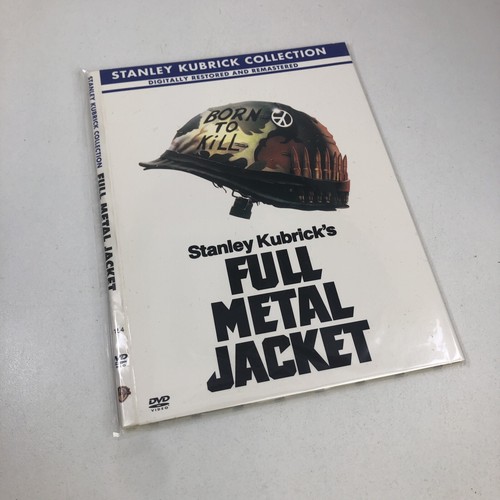 STANLEY KUBRICK COLLECTION
DIGITALLY RESTORED AND REMASTERED
BORN
TO
KILL
Stanley Kubrick's
FULL
METAL
JACKET
DVD
VIDEO
STANLEY KUBRICK COLLECTION FULL METAL JACKET